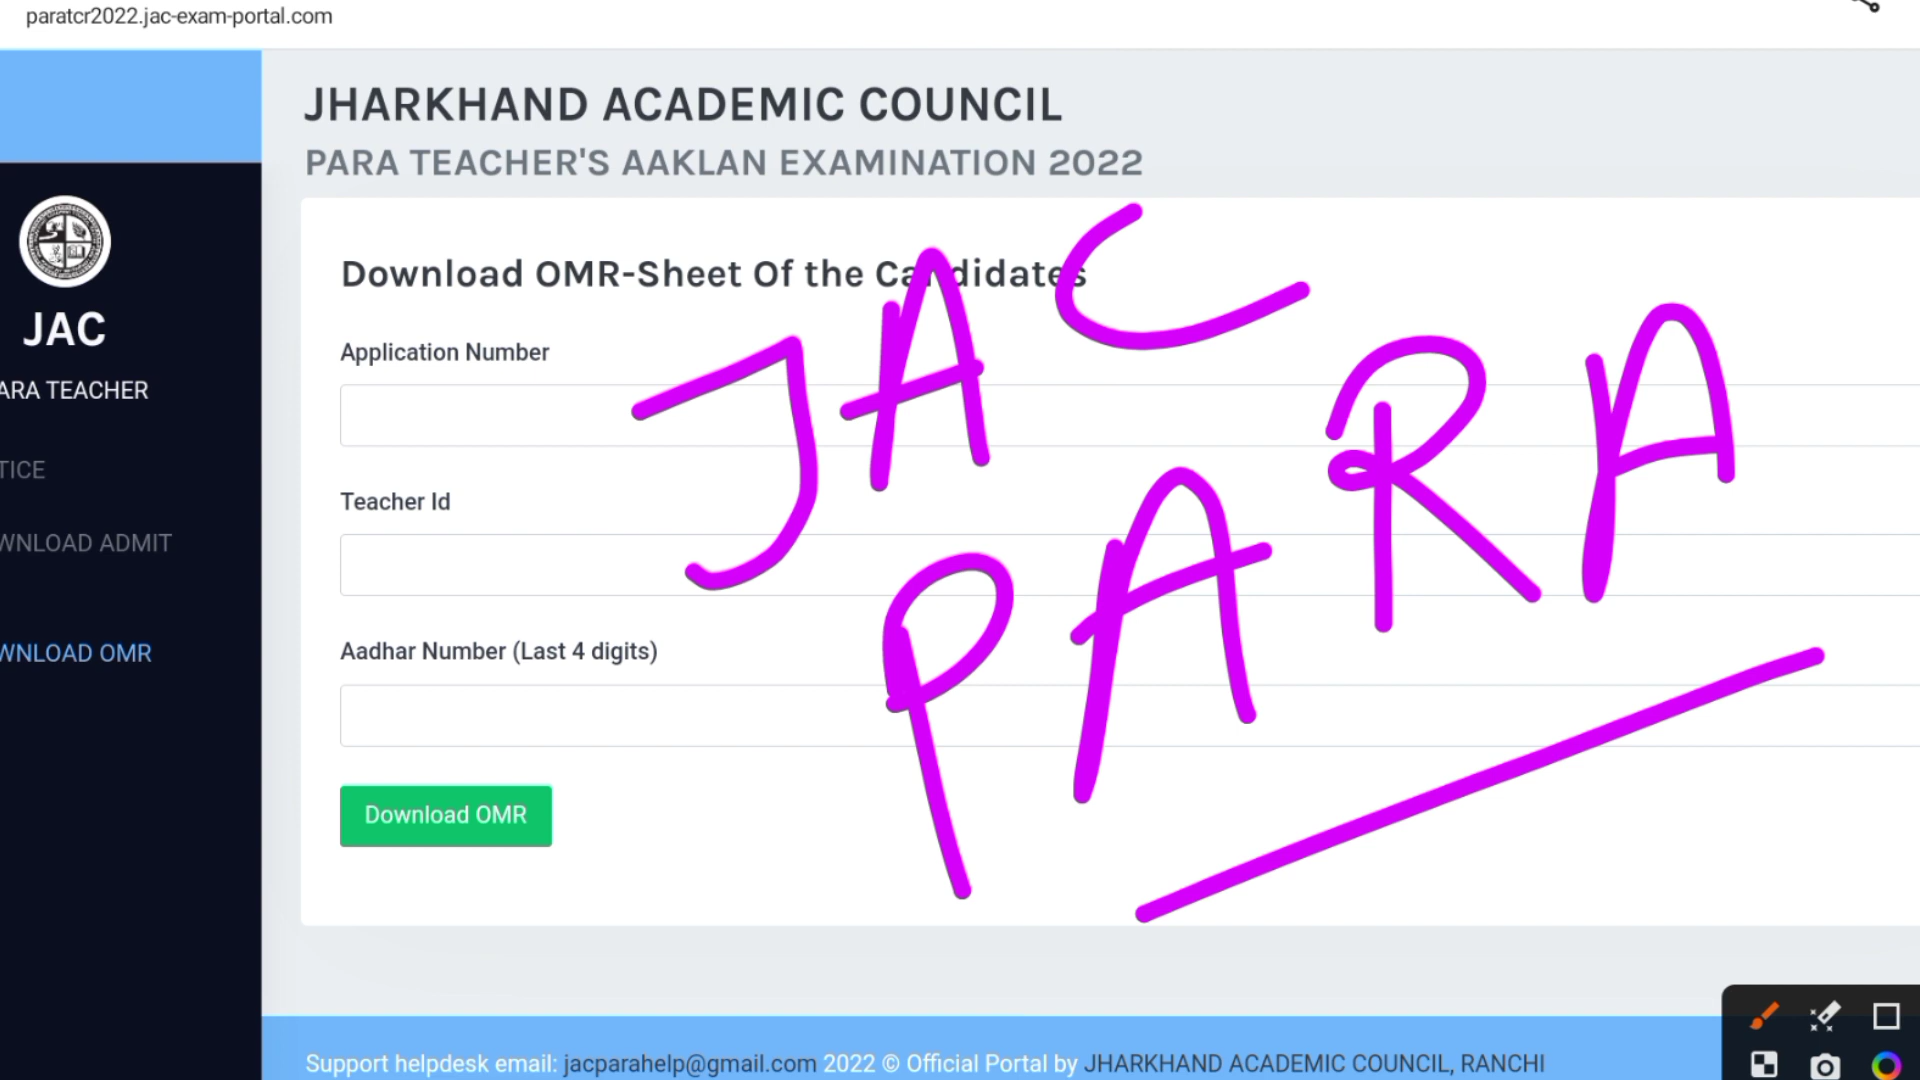 paratcr2022.jac-exam-portal.com
JHARKHAND ACADEMIC COUNCIL
PARA TEACHER'S AAKLAN EXAMINATION 2022
JAC
ARA TEACHER
TICE
WNLOAD ADMIT
WNLOAD OMR
Download OMR-Sheet Of the Candidates
Application Number
Teacher Id
Aadhar Number (Last 4 digits)
Download OMR
JAC
PARA
Support helpdesk email: jacparahelp@gmail.com 2022 © Official Portal by JHARKHAND ACADEMIC COUNCIL, RANCHI